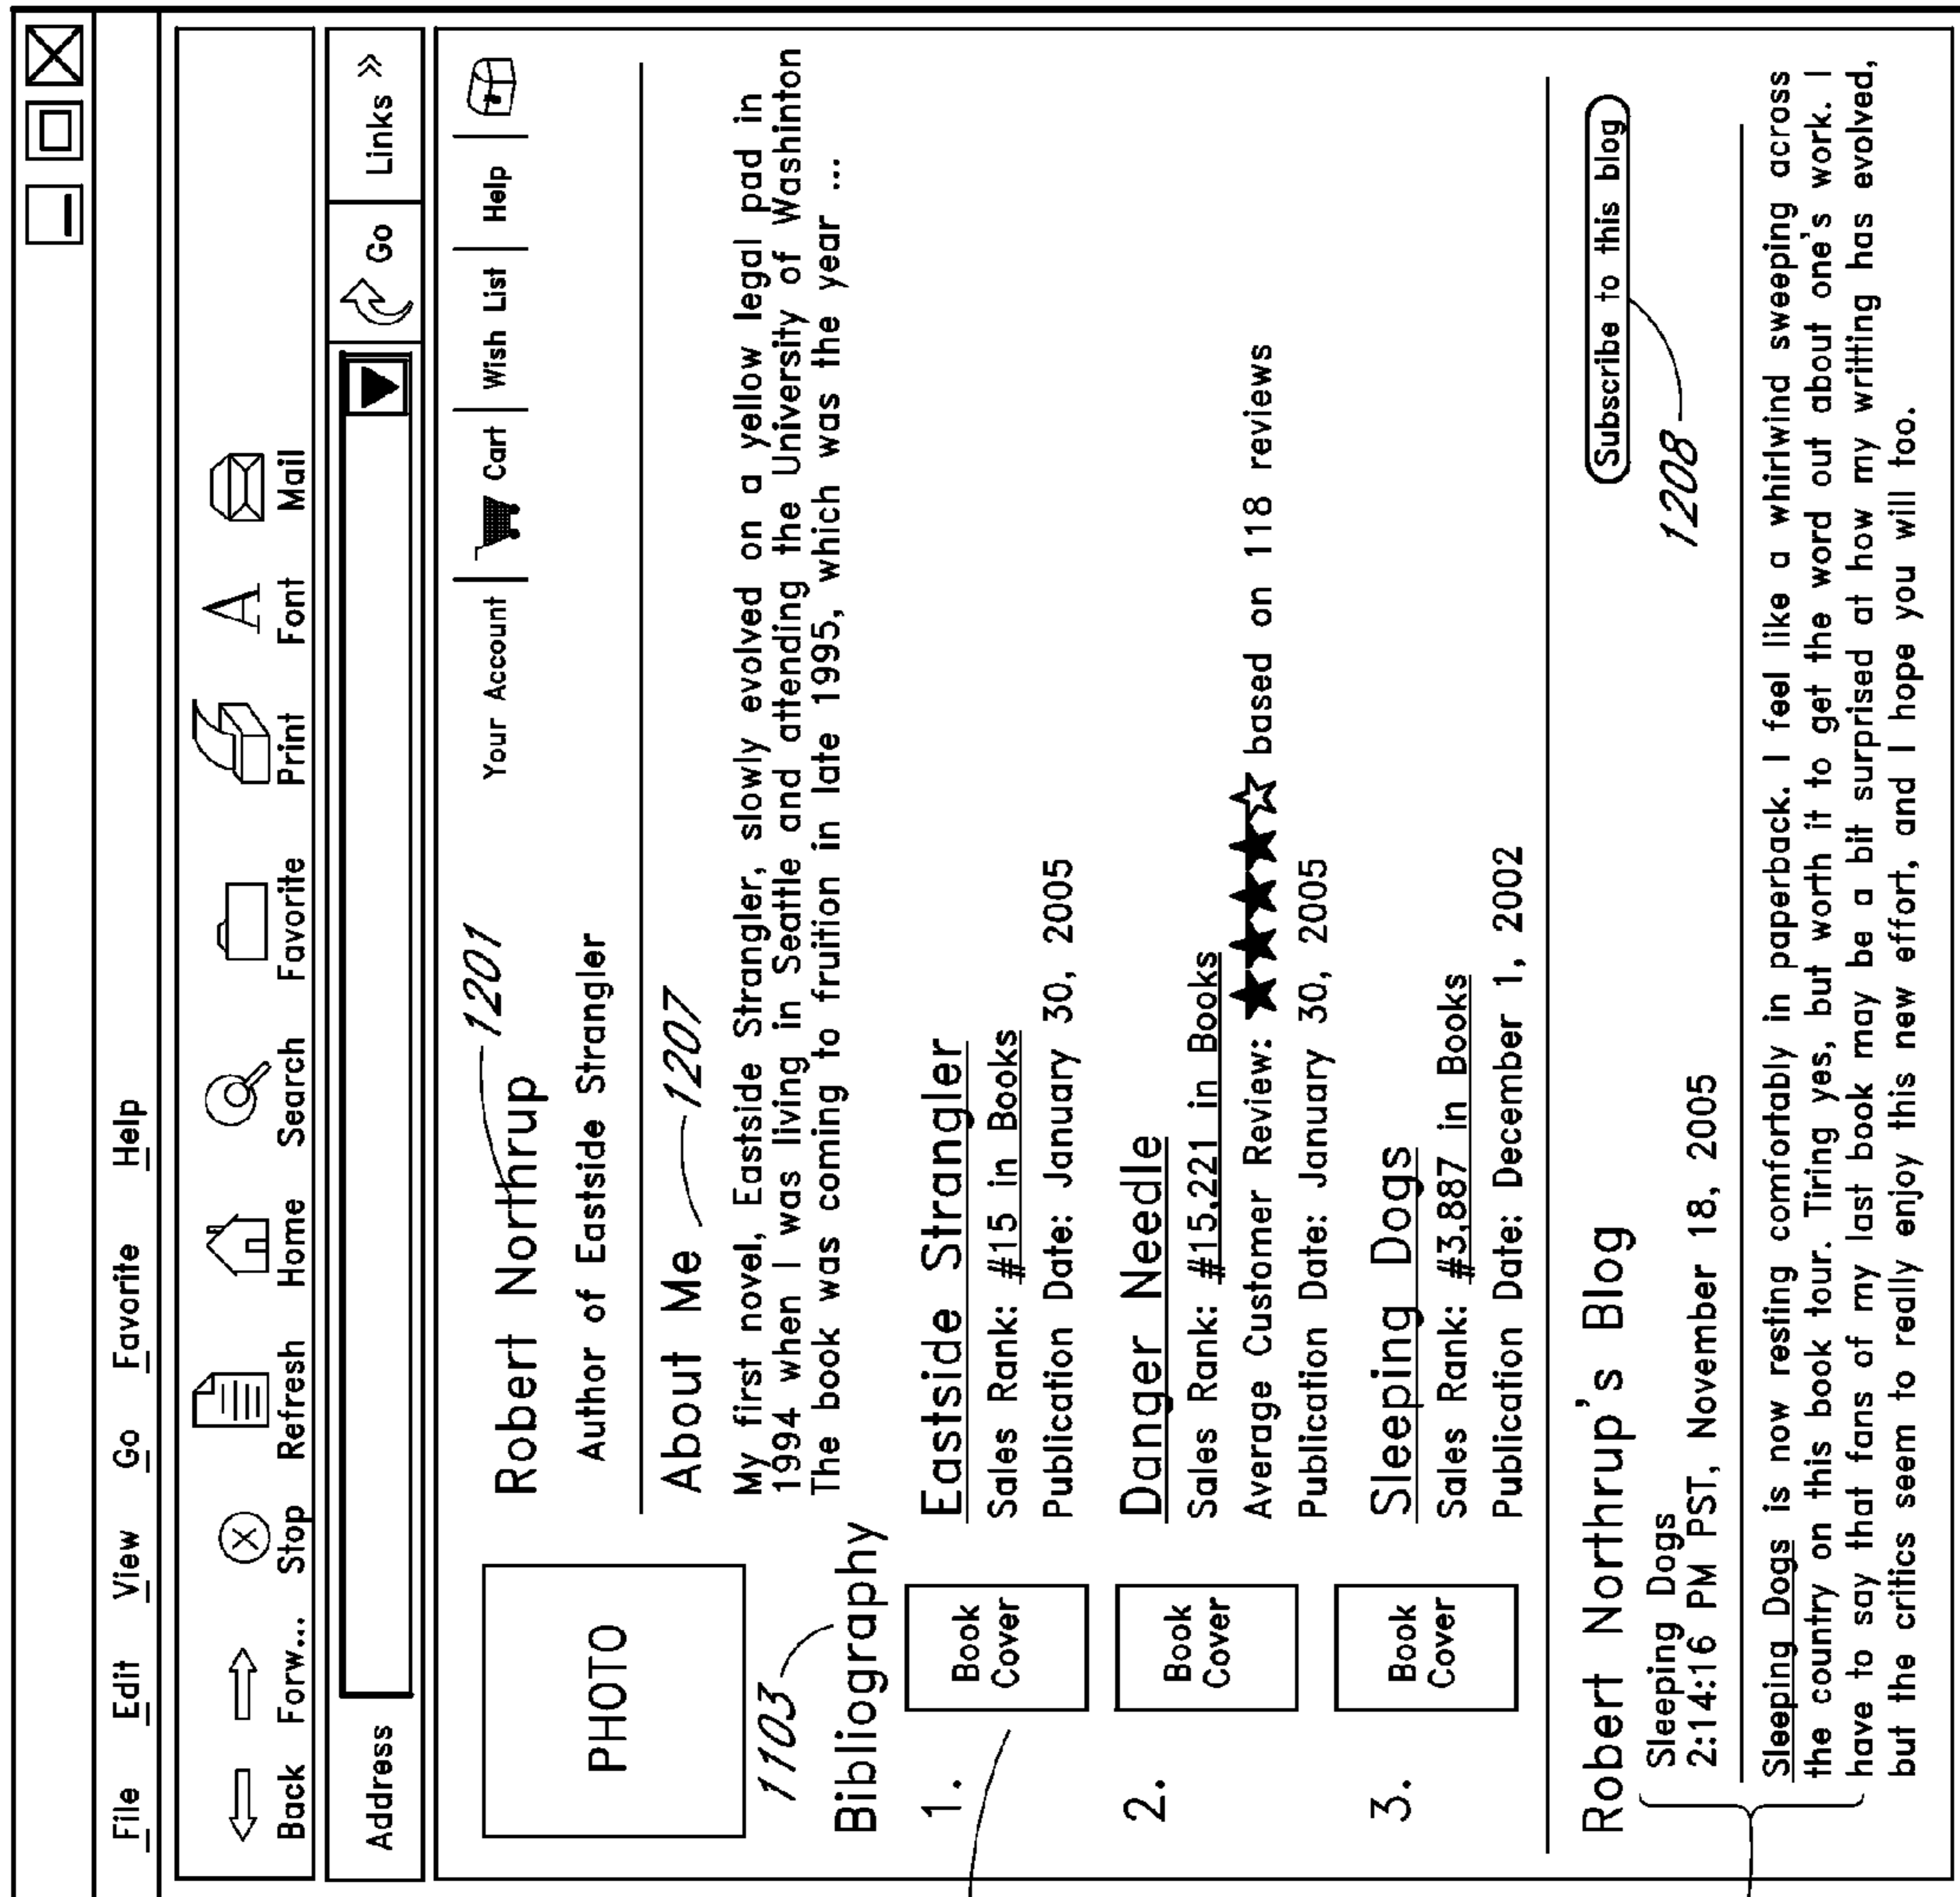 File Edit View Go Favorite Help
Back Forw... Stop Refresh Home Search Favorite Print Font Mail
Address Go Links »
PHOTO
Robert Northrup 1201
Your Account Cart Wish List Help
Author of Eastside Strangler
About Me 1207
My first novel, Eastside Strangler, slowly evolved on a yellow legal pad in
1994 when I was living in Seattle and attending the University of Washinton
The book was coming to fruition in late 1995, which was the year ...
1103
Bibliography
1. Book Cover
Eastside Strangler
Sales Rank: #15 in Books
Publication Date: January 30, 2005
2. Book Cover
Danger Needle
Sales Rank: #15,221 in Books
Average Customer Review: ★★★★☆ based on 118 reviews
Publication Date: January 30, 2005
3. Book Cover
Sleeping Dogs
Sales Rank: #3,887 in Books
Publication Date: December 1, 2002
Robert Northrup's Blog
Subscribe to this blog
1208
Sleeping Dogs
2:14:16 PM PST, November 18, 2005
Sleeping Dogs is now resting comfortably in paperback. I feel like a whirlwind sweeping across
the country on this book tour. Tiring yes, but worth it to get the word out about one's work. I
have to say that fans of my last book may be a bit surprised at how my writing has evolved,
but the critics seem to really enjoy this new effort, and I hope you will too.